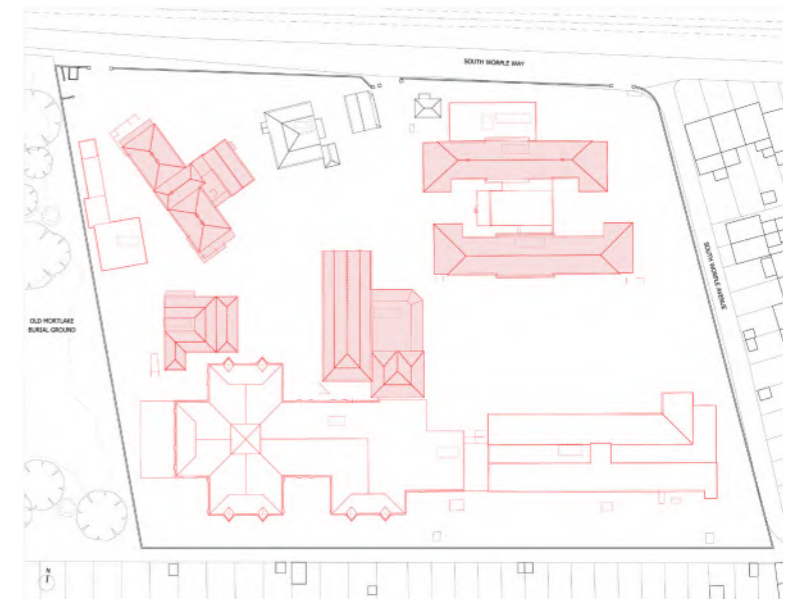 SOUTH WORPLE WAY
SOUTH WORPLE AVENUE
OLD MORTLAKE
BURIAL GROUND
N